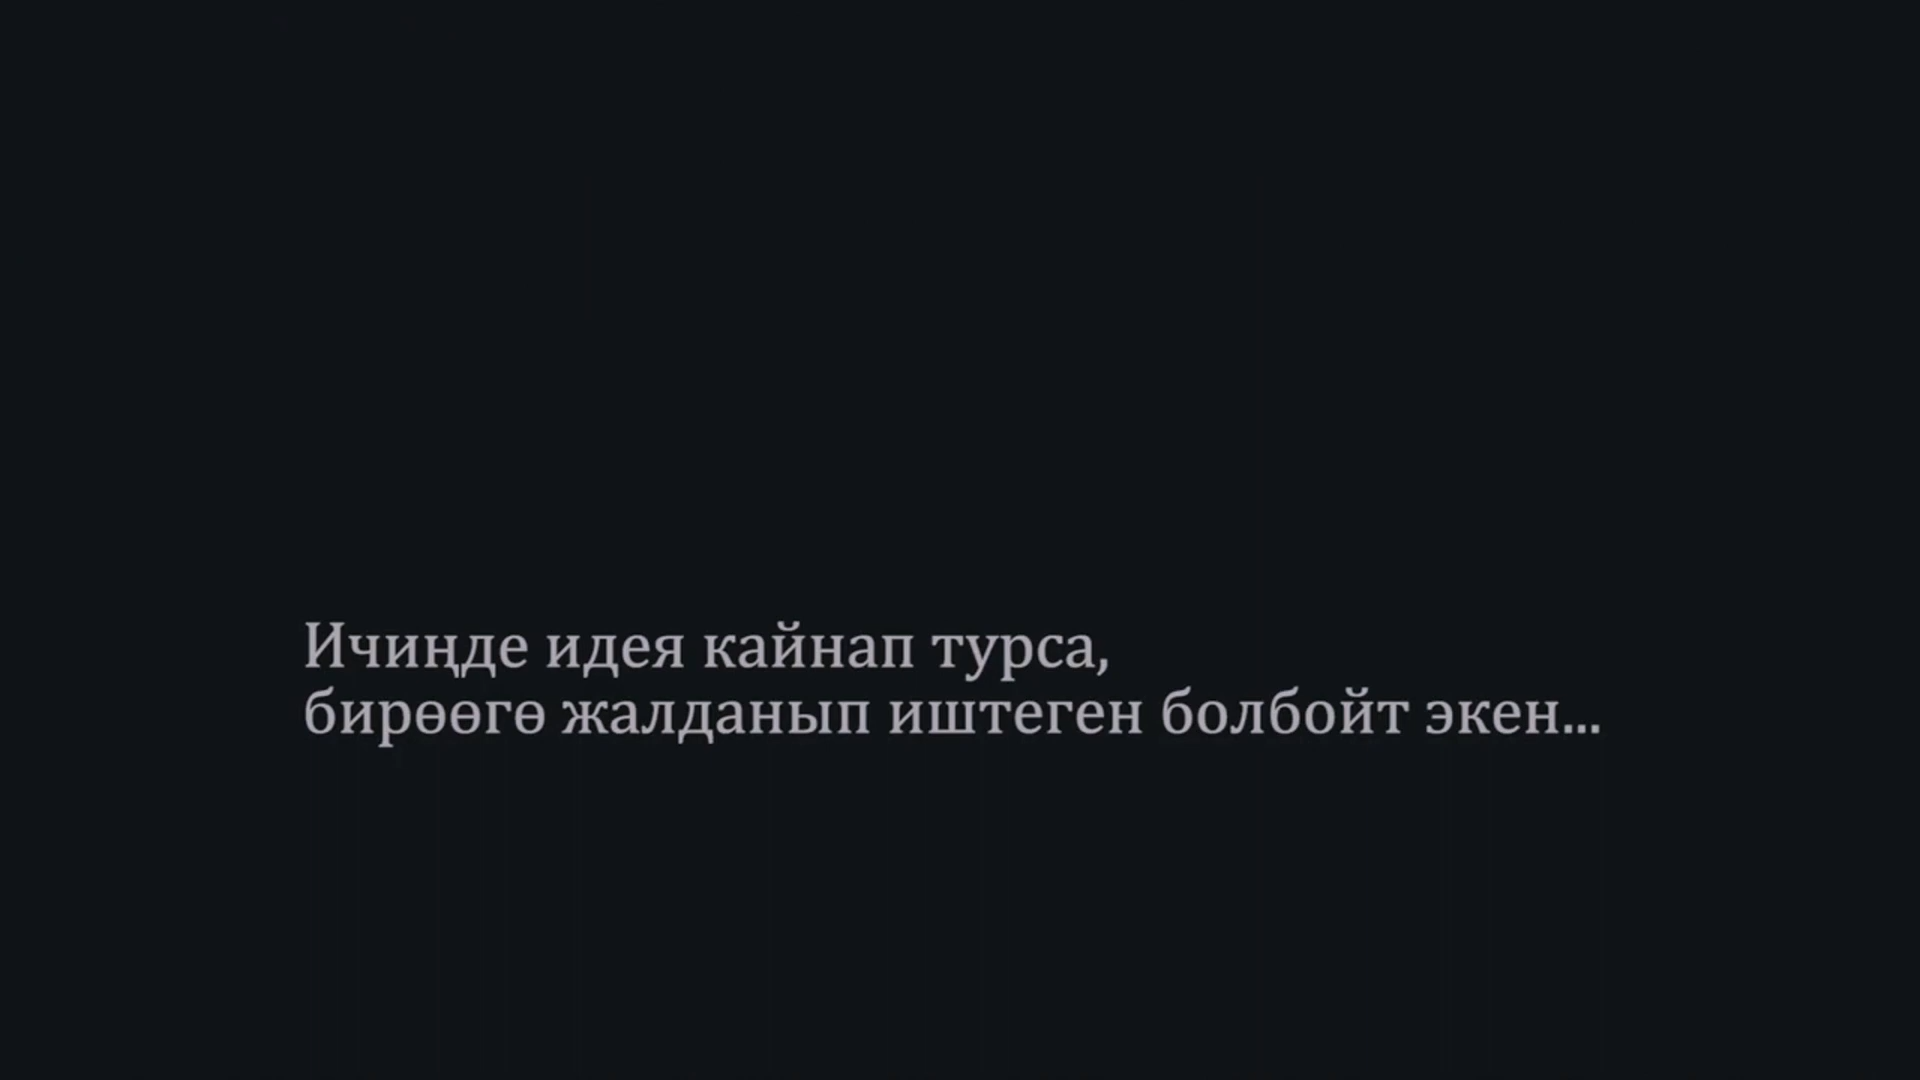 Ичиңде идея кайнап турса,
бирөөгө жалданып иштеген болбойт экен...